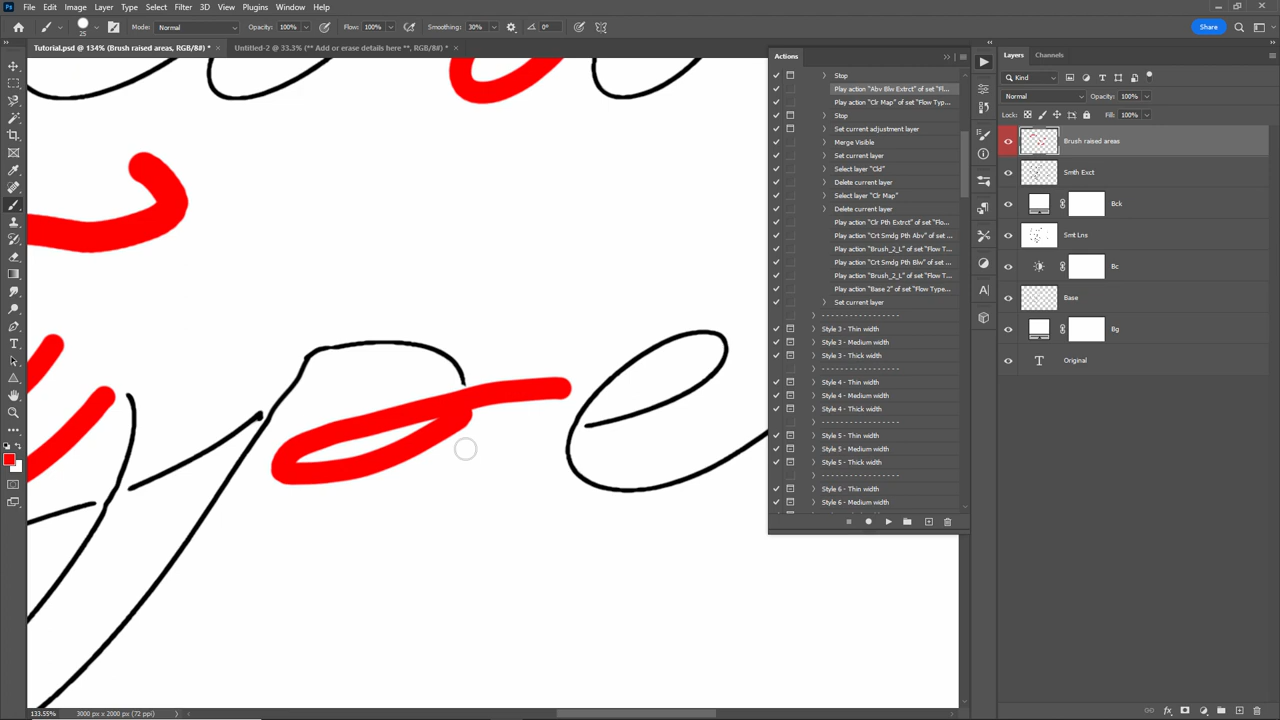 File Edit Image Layer Type Select Filter 3D View Plugins Window Help
25 Mode: Normal Opacity: 100% Flow: 100% Smoothing: 30% 0° Share
Tutorial.psd @ 134% (Brush raised areas, RGB/8#) * × Untitled-2 @ 33.3% (** Add or erase details here **, RGB/8#) * ×
Actions
Stop
Play action "Abv Blw Extrct" of set "Fl...
Play action "Clr Map" of set "Flow Typ...
Stop
Set current adjustment layer
Merge Visible
Set current layer
Select layer "Cld"
Delete current layer
Select layer "Clr Map"
Delete current layer
Play action "Clr Pth Extrct" of set "Flo...
Play action "Crt Smdg Pth Abv" of set ...
Play action "Brush_2_L" of set "Flow T...
Play action "Crt Smdg Pth Blw" of set ...
Play action "Brush_2_L" of set "Flow T...
Play action "Base 2" of set "Flow Type...
Set current layer
- - - - - - - - - - - - - - - - -
Style 3 - Thin width
Style 3 - Medium width
Style 3 - Thick width
- - - - - - - - - - - - - - - - -
Style 4 - Thin width
Style 4 - Medium width
Style 4 - Thick width
- - - - - - - - - - - - - - - - -
Style 5 - Thin width
Style 5 - Medium width
Style 5 - Thick width
- - - - - - - - - - - - - - - - -
Style 6 - Thin width
Style 6 - Medium width
Layers Channels
Kind
Normal Opacity: 100%
Lock: Fill: 100%
Brush raised areas
Smth Exct
Bck
Smt Lns
Bc
Base
Bg
Original
ype
133.55% 3000 px x 2000 px (72 ppi)